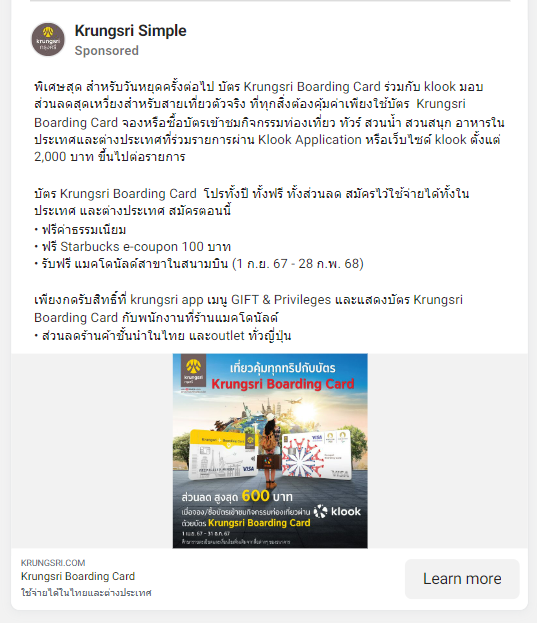 Krungsri Simple
Sponsored
พิเศษสุด สำหรับวันหยุดครั้งต่อไป บัตร Krungsri Boarding Card ร่วมกับ klook มอบ
ส่วนลดสุดเหวี่ยงสำหรับสายเที่ยวตัวจริง ที่ทุกสิ่งต้องคุ้มค่าเพียงใช้บัตร Krungsri
Boarding Card จองหรือซื้อบัตรเข้าชมกิจกรรมท่องเที่ยว ทัวร์ สวนน้ำ สวนสนุก อาหารใน
ประเทศและต่างประเทศที่ร่วมรายการผ่าน Klook Application หรือเว็บไซต์ klook ตั้งแต่
2,000 บาท ขึ้นไปต่อรายการ
บัตร Krungsri Boarding Card โปรทั้งปี ทั้งฟรี ทั้งส่วนลด สมัครไว้ใช้จ่ายได้ทั้งใน
ประเทศ และต่างประเทศ สมัครตอนนี้
• ฟรีค่าธรรมเนียม
• ฟรี Starbucks e-coupon 100 บาท
• รับฟรี แมคโดนัลด์สาขาในสนามบิน (1 ก.ย. 67 - 28 ก.พ. 68)
เพียงกดรับสิทธิ์ที่ krungsri app เมนู GIFT & Privileges และแสดงบัตร Krungsri
Boarding Card กับพนักงานที่ร้านแมคโดนัลด์
• ส่วนลดร้านค้าชั้นนำในไทย และoutlet ทั่วญี่ปุ่น
krungsri
กรุงศรี
เที่ยวคุ้มทุกทริปกับบัตร
Krungsri Boarding Card
VISA
VISA
ส่วนลด สูงสุด 600 บาท
เมื่อจอง/ซื้อบัตรเข้าชมกิจกรรมท่องเที่ยวผ่าน klook
ด้วยบัตร Krungsri Boarding Card
KRUNGSRI.COM
Krungsri Boarding Card
ใช้จ่ายได้ในไทยและต่างประเทศ
Learn more